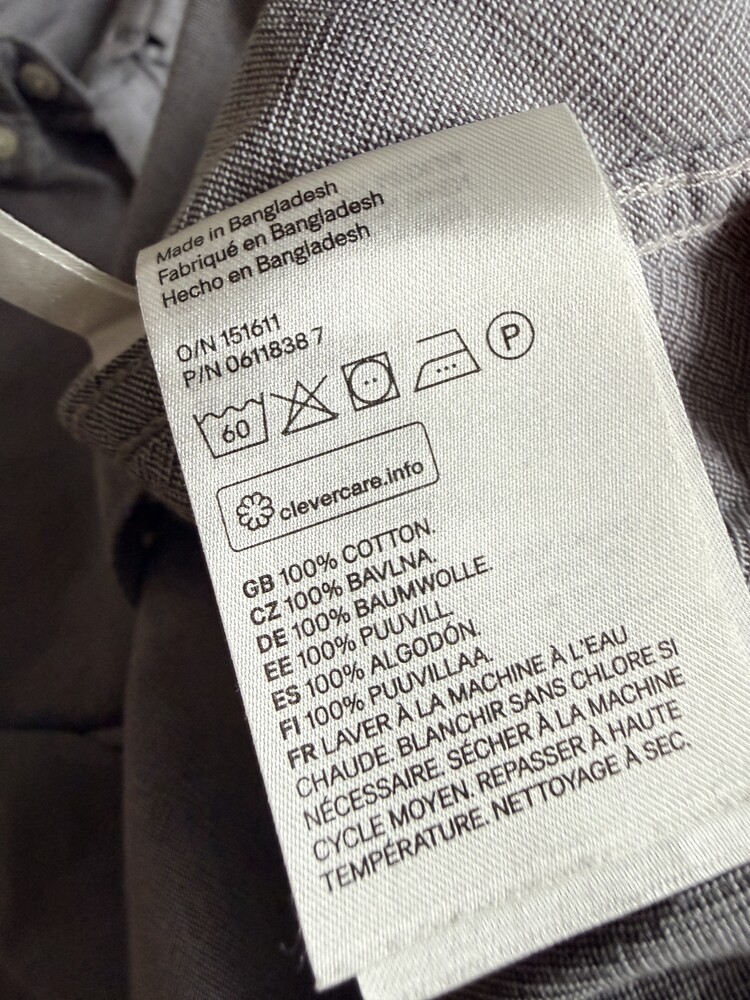 Made in Bangladesh
Fabriqué en Bangladesh
Hecho en Bangladesh
O/N 151611
P/N 0611838 7
60 P
clevercare.info
GB 100% COTTON.
CZ 100% BAVLNA.
DE 100% BAUMWOLLE.
EE 100% PUUVILL.
ES 100% ALGODÓN.
FI 100% PUUVILLAA.
FR LAVER À LA MACHINE À L'EAU
CHAUDE. BLANCHIR SANS CHLORE SI
NÉCESSAIRE. SÉCHER À LA MACHINE
CYCLE MOYEN. REPASSER À HAUTE
TEMPÉRATURE. NETTOYAGE À SEC.